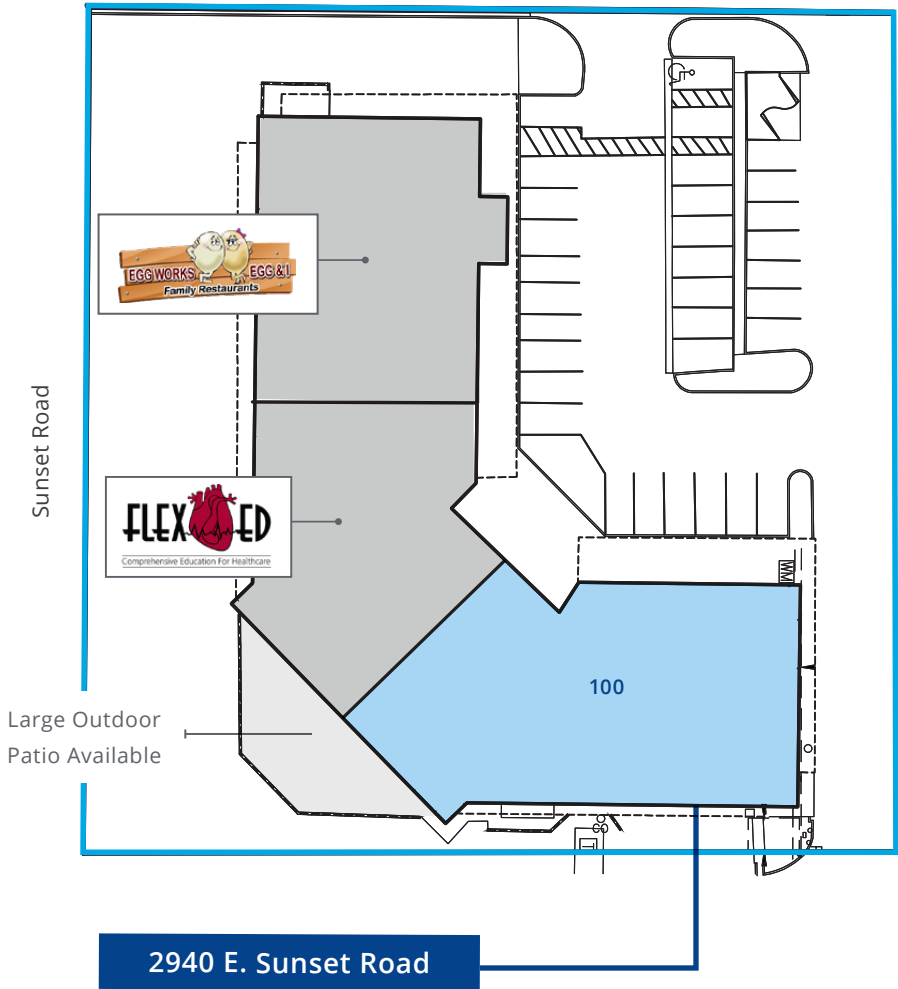 EGG WORKS EGG & I
Family Restaurants
Sunset Road
FLEX ED
Comprehensive Education For Healthcare
WM
100
Large Outdoor
Patio Available
T
2940 E. Sunset Road